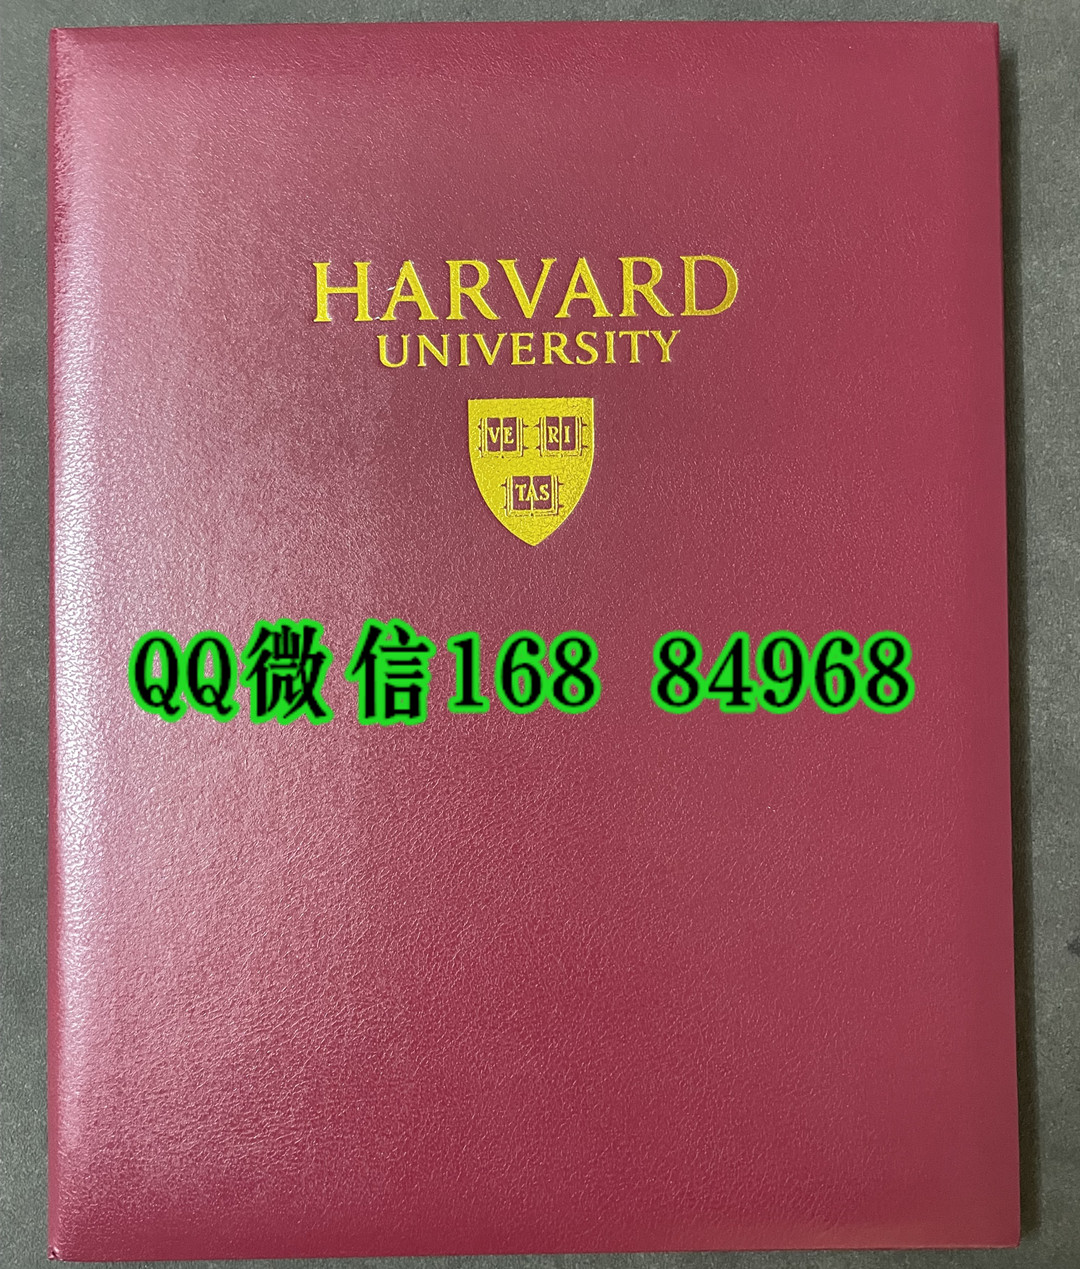 HARVARD
UNIVERSITY
VE RI
TAS
QQ微信168 84968